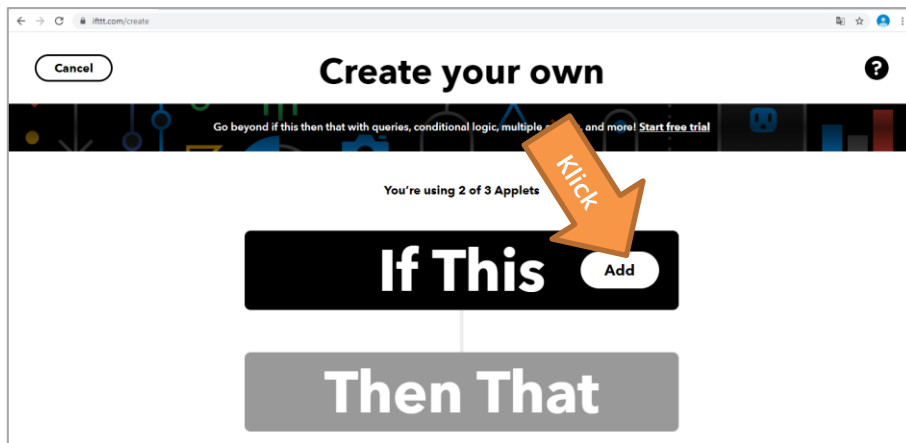 ifttt.com/create
Cancel
Create your own
?
Go beyond if this then that with queries, conditional logic, multiple and more! Start free trial
You're using 2 of 3 Applets
Klick
If This
Add
Then That